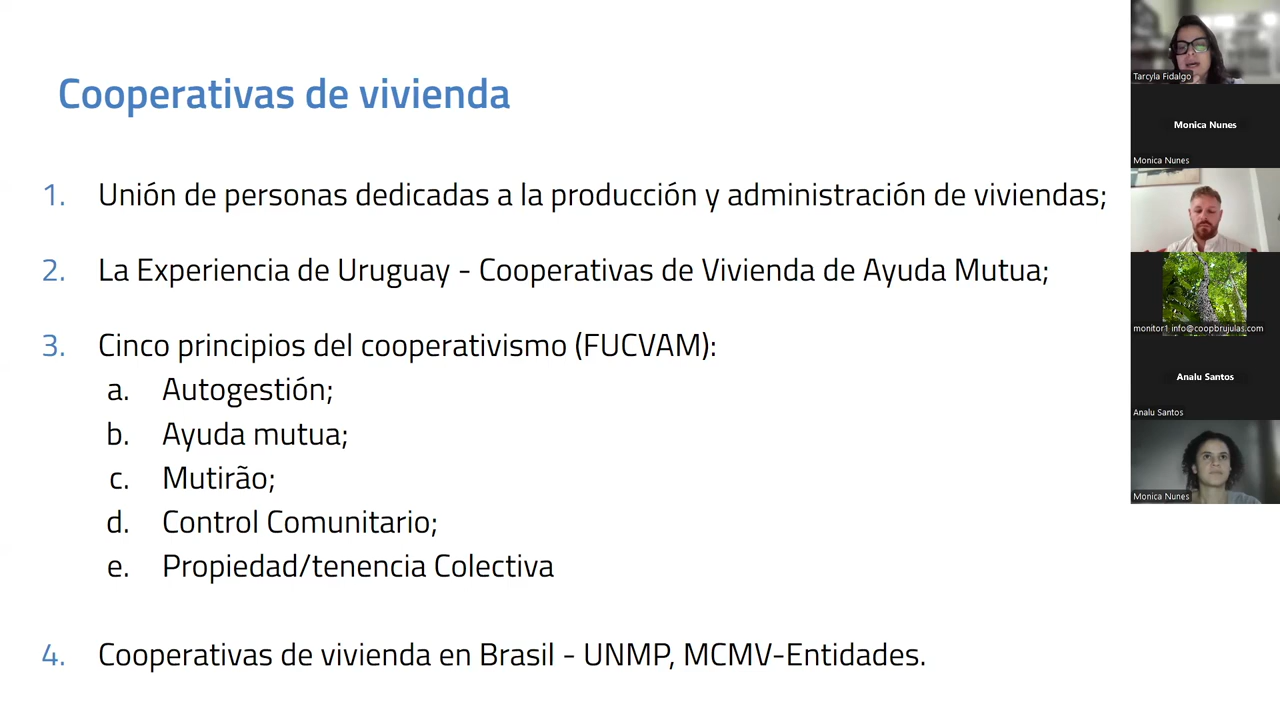 Cooperativas de vivienda
1. Unión de personas dedicadas a la producción y administración de viviendas;
2. La Experiencia de Uruguay - Cooperativas de Vivienda de Ayuda Mutua;
3. Cinco principios del cooperativismo (FUCVAM):
a. Autogestión;
b. Ayuda mutua;
c. Mutirão;
d. Control Comunitario;
e. Propiedad/tenencia Colectiva
4. Cooperativas de vivienda en Brasil - UNMP, MCMV-Entidades.
Tarcyla Fidalgo
Monica Nunes
Monica Nunes
monitor1 info@coopbrujulas.com
Analu Santos
Analu Santos
Monica Nunes